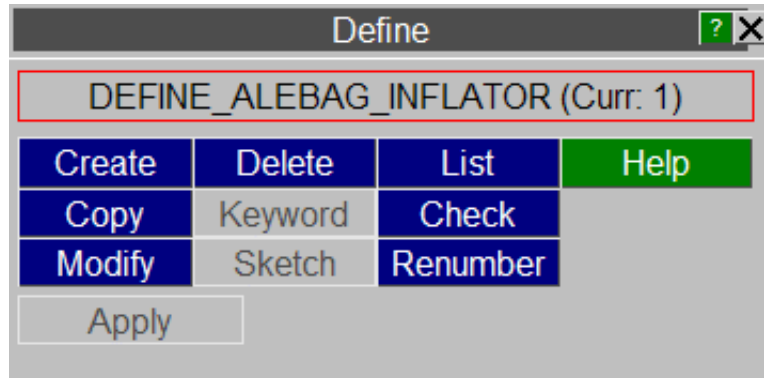 Define ? X
DEFINE_ALEBAG_INFLATOR (Curr: 1)
Create Delete List Help
Copy Keyword Check
Modify Sketch Renumber
Apply